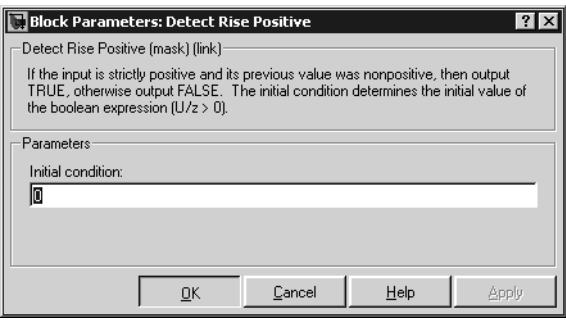 Block Parameters: Detect Rise Positive
Detect Rise Positive (mask) (link)
If the input is strictly positive and its previous value was nonpositive, then output
TRUE, otherwise output FALSE. The initial condition determines the initial value of
the boolean expression (U/z > 0).
Parameters
Initial condition:
0
OK Cancel Help Apply